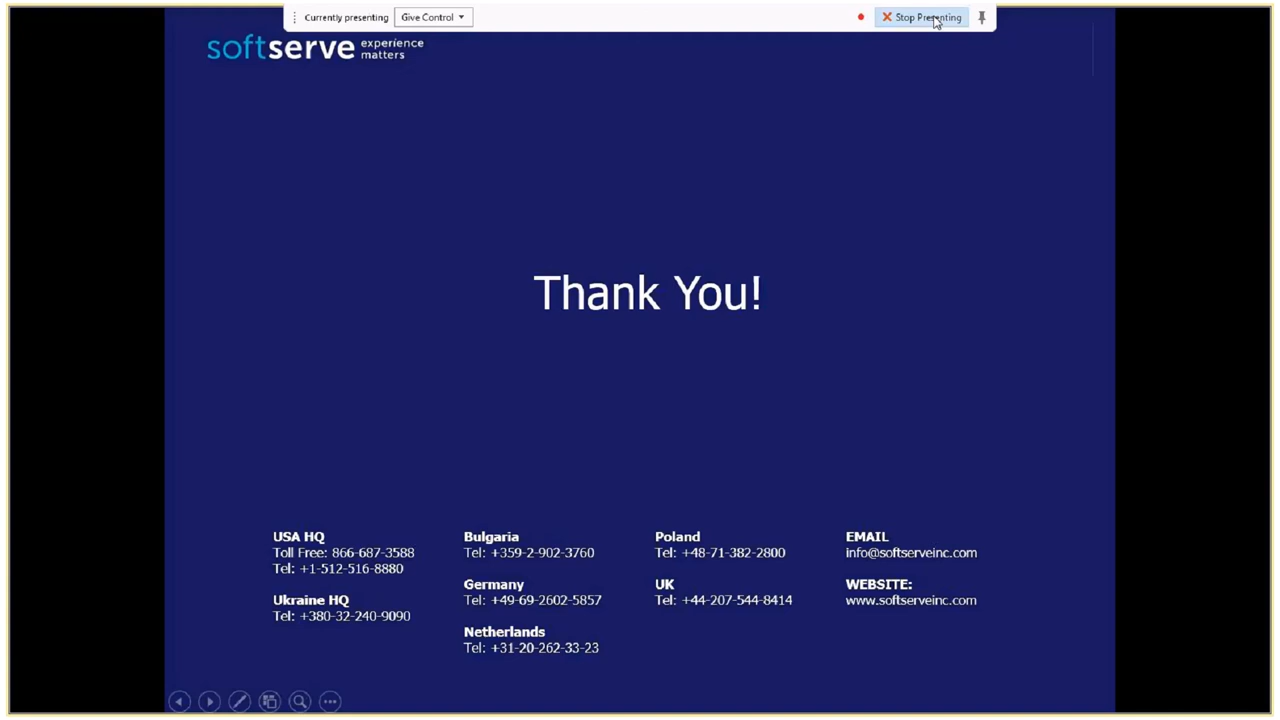 Currently presenting Give Control Stop Presenting
softserve experience matters
Thank You!
USA HQ
Toll Free: 866-687-3588
Tel: +1-512-516-8880
Ukraine HQ
Tel: +380-32-240-9090
Bulgaria
Tel: +359-2-902-3760
Germany
Tel: +49-69-2602-5857
Netherlands
Tel: +31-20-262-33-23
Poland
Tel: +48-71-382-2800
UK
Tel: +44-207-544-8414
EMAIL
info@softserveinc.com
WEBSITE:
www.softserveinc.com